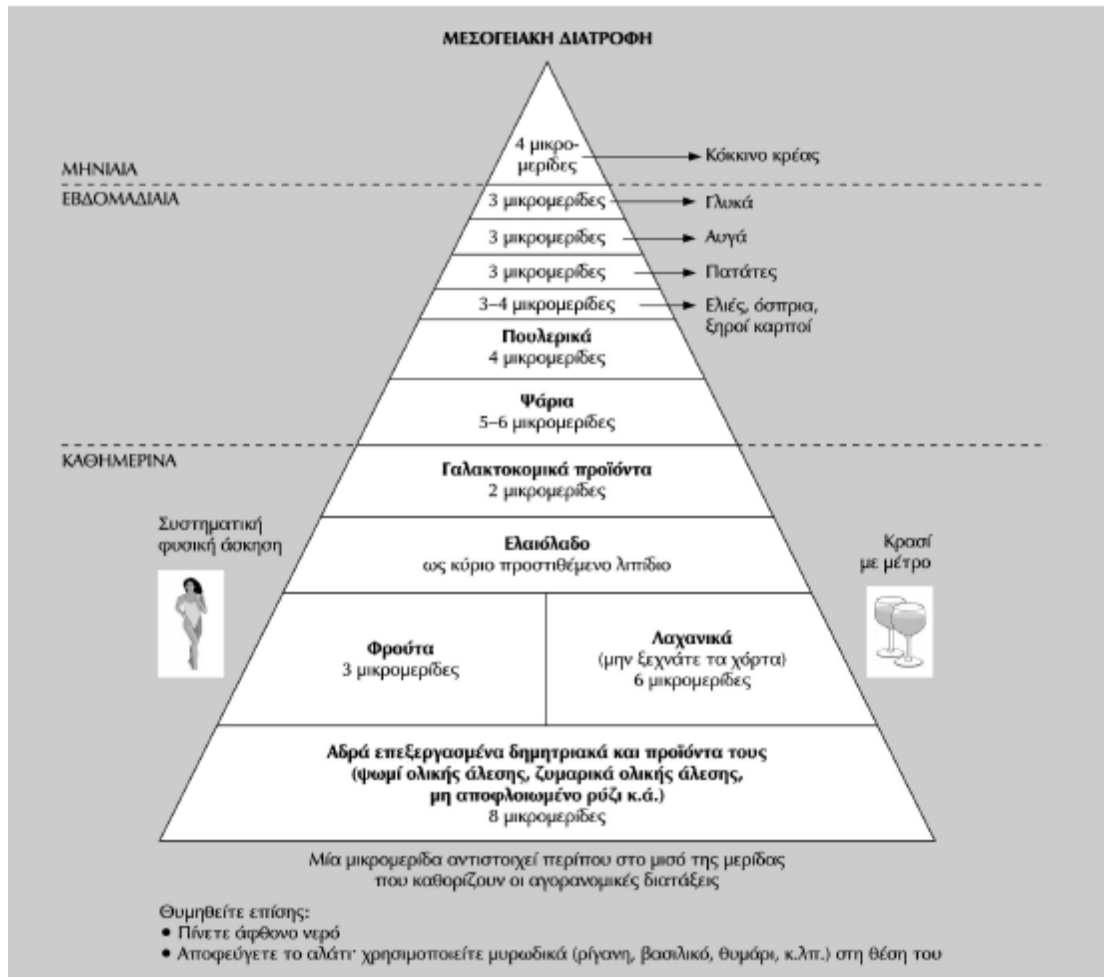 ΜΕΣΟΓΕΙΑΚΗ ΔΙΑΤΡΟΦΗ
ΜΗΝΙΑΙΑ
4 μικρο-
μερίδες
Κόκκινο κρέας
ΕΒΔΟΜΑΔΙΑΙΑ
3 μικρομερίδες
Γλυκά
3 μικρομερίδες
Αυγά
3 μικρομερίδες
Πατάτες
3–4 μικρομερίδες
Ελιές, όσπρια,
ξηροί καρποί
Πουλερικά
4 μικρομερίδες
Ψάρια
5–6 μικρομερίδες
ΚΑΘΗΜΕΡΙΝΑ
Γαλακτοκομικά προϊόντα
2 μικρομερίδες
Συστηματική
φυσική άσκηση
Ελαιόλαδο
ως κύριο προστιθέμενο λιπίδιο
Κρασί
με μέτρο
Φρούτα
3 μικρομερίδες
Λαχανικά
(μην ξεχνάτε τα χόρτα)
6 μικρομερίδες
Αδρά επεξεργασμένα δημητριακά και προϊόντα τους
(ψωμί ολικής άλεσης, ζυμαρικά ολικής άλεσης,
μη αποφλοιωμένο ρύζι κ.ά.)
8 μικρομερίδες
Μία μικρομερίδα αντιστοιχεί περίπου στο μισό της μερίδας
που καθορίζουν οι αγορανομικές διατάξεις
Θυμηθείτε επίσης:
• Πίνετε άφθονο νερό
• Αποφεύγετε το αλάτι· χρησιμοποιείτε μυρωδικά (ρίγανη, βασιλικό, θυμάρι, κ.λπ.) στη θέση του